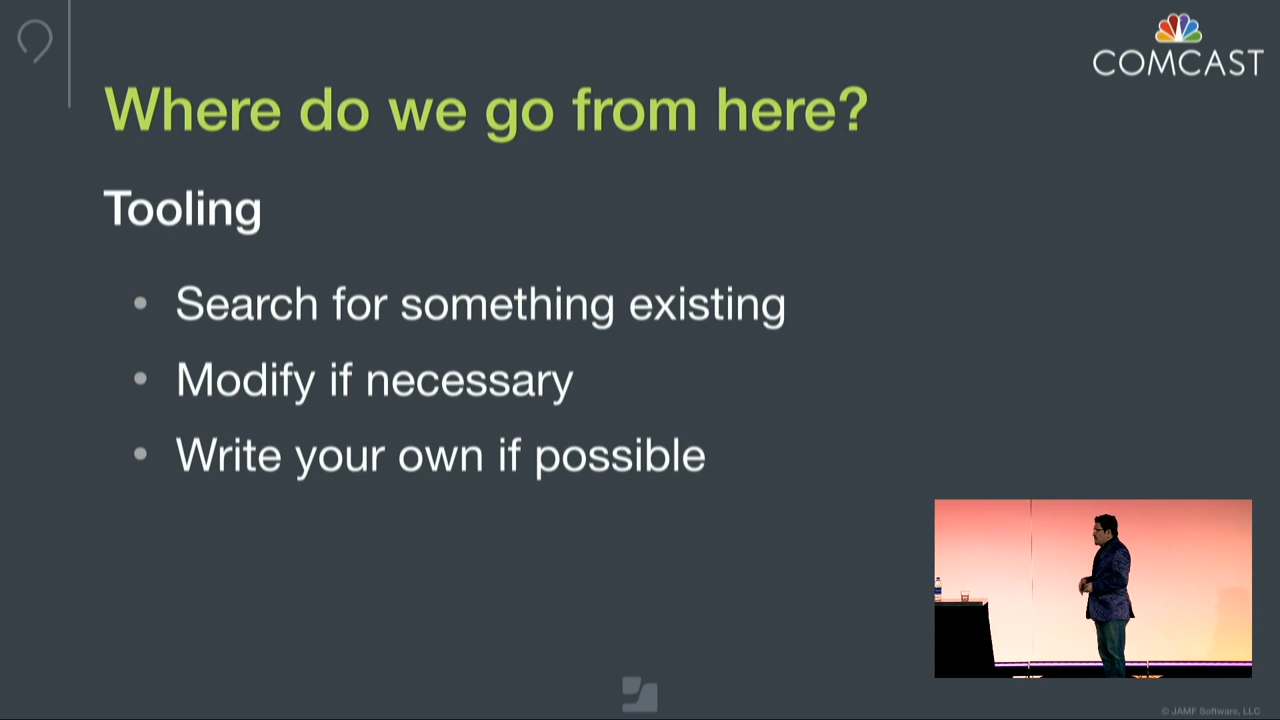 COMCAST
Where do we go from here?
Tooling
• Search for something existing
• Modify if necessary
• Write your own if possible
© JAMF Software, LLC